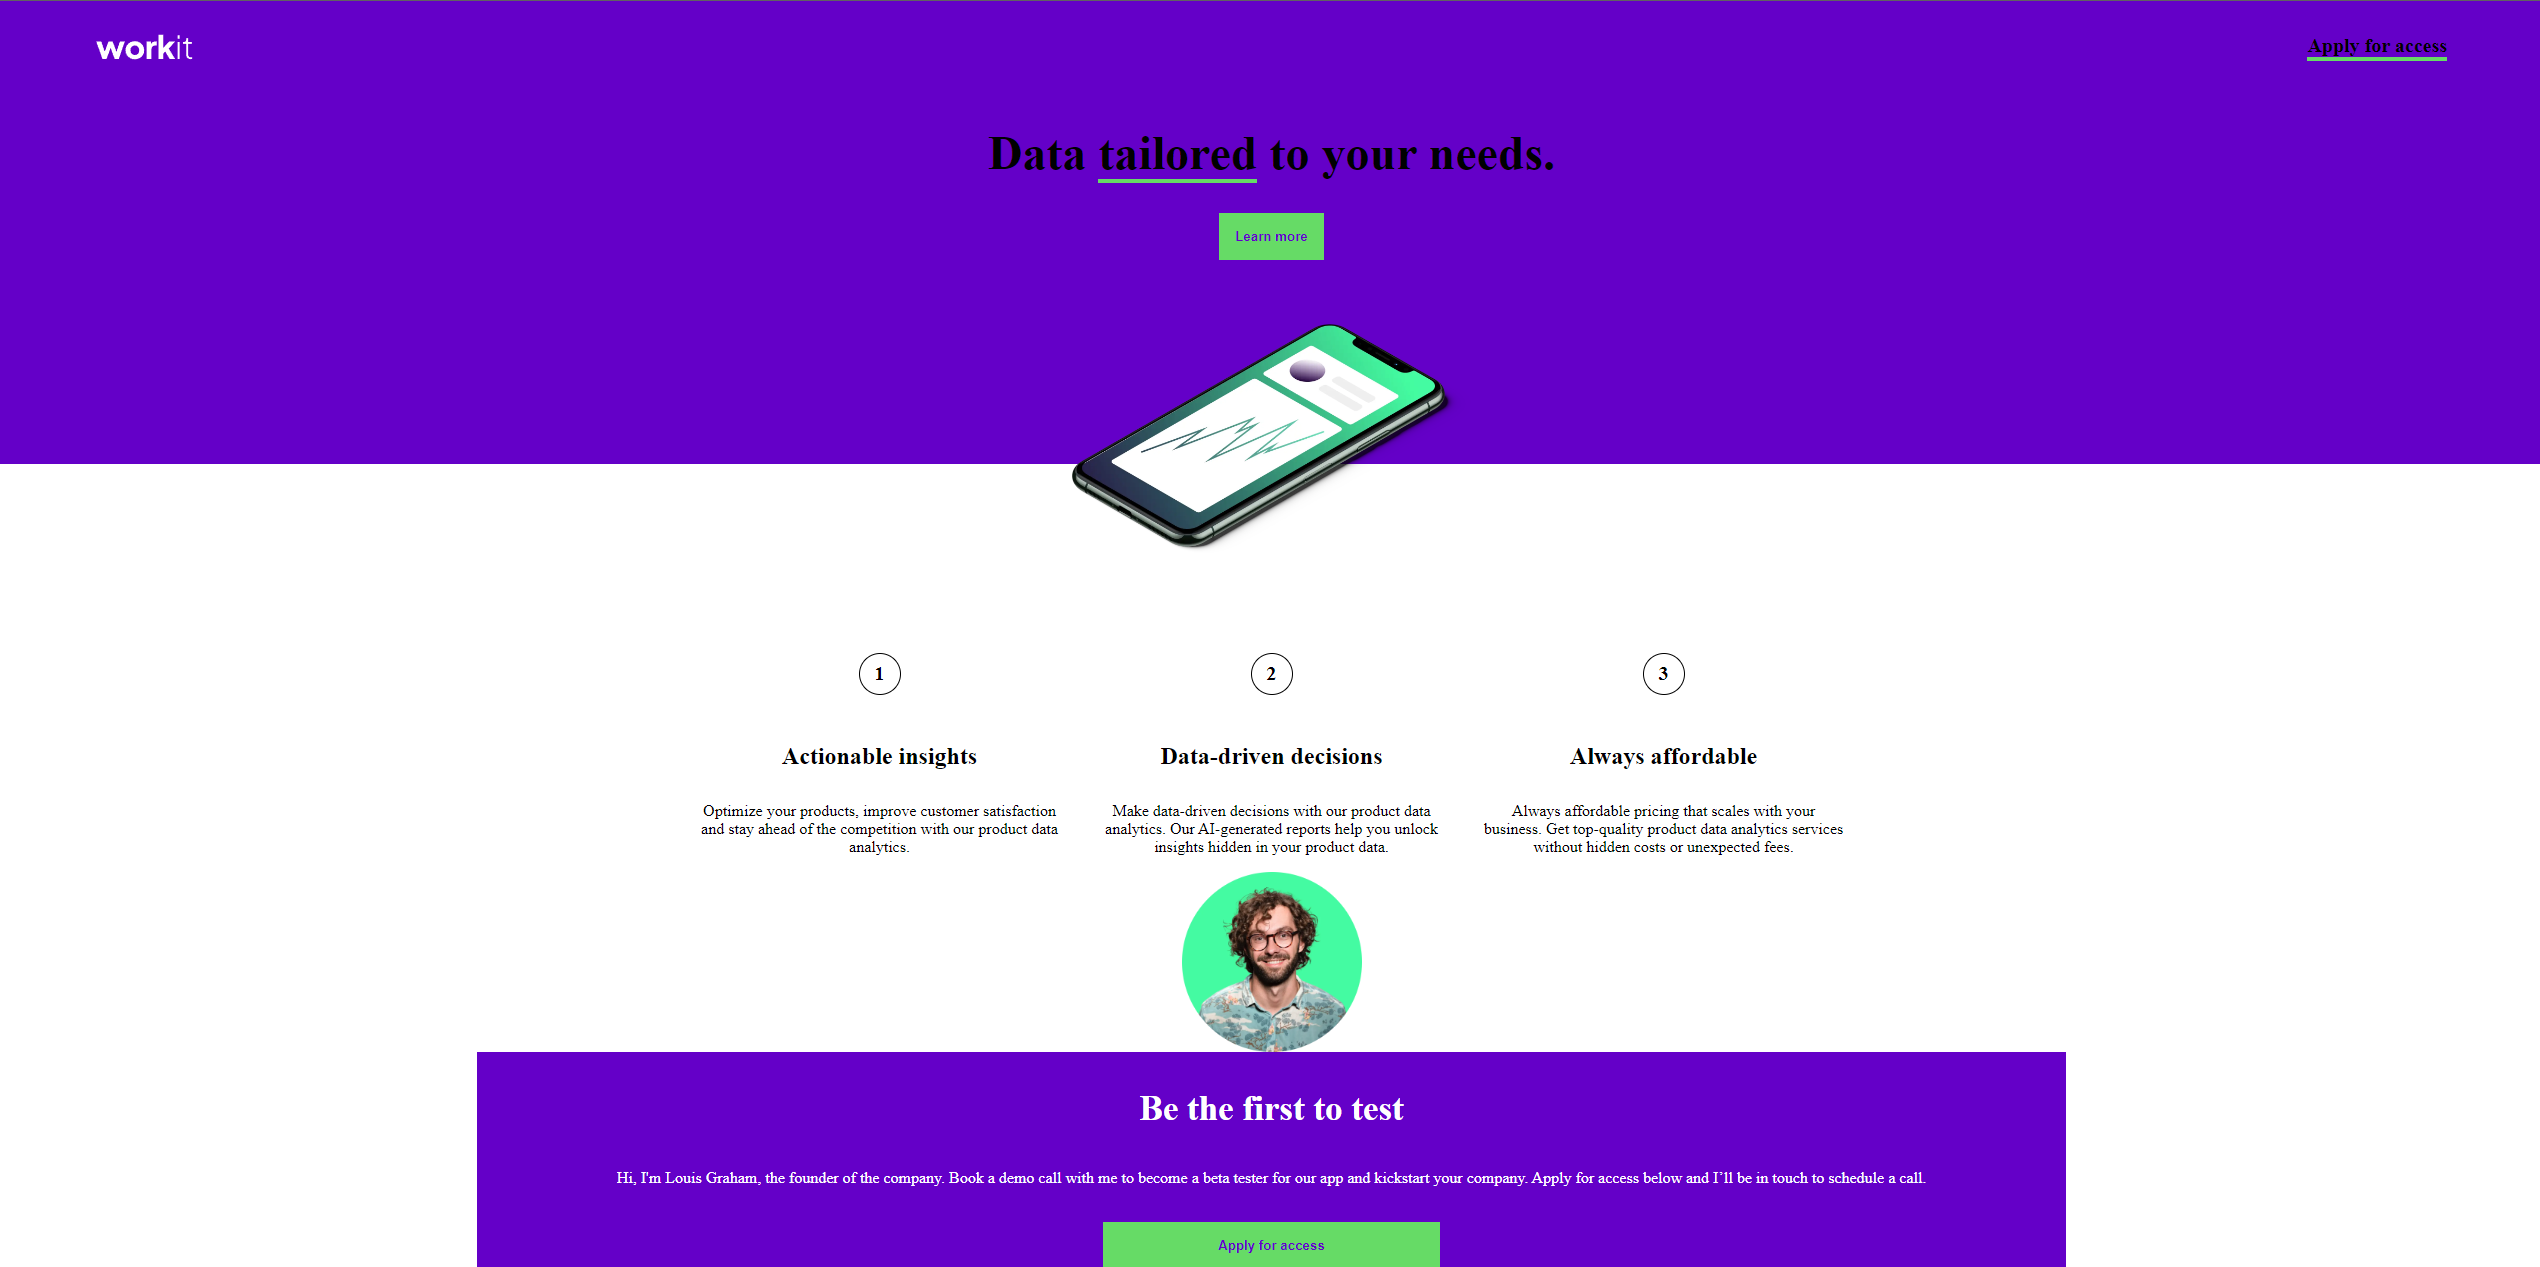 workit
Apply for access
Data tailored to your needs.
Learn more
1
2
3
Actionable insights
Data-driven decisions
Always affordable
Optimize your products, improve customer satisfaction
and stay ahead of the competition with our product data
analytics.
Make data-driven decisions with our product data
analytics. Our AI-generated reports help you unlock
insights hidden in your product data.
Always affordable pricing that scales with your
business. Get top-quality product data analytics services
without hidden costs or unexpected fees.
Be the first to test
Hi, I'm Louis Graham, the founder of the company. Book a demo call with me to become a beta tester for our app and kickstart your company. Apply for access below and I’ll be in touch to schedule a call.
Apply for access